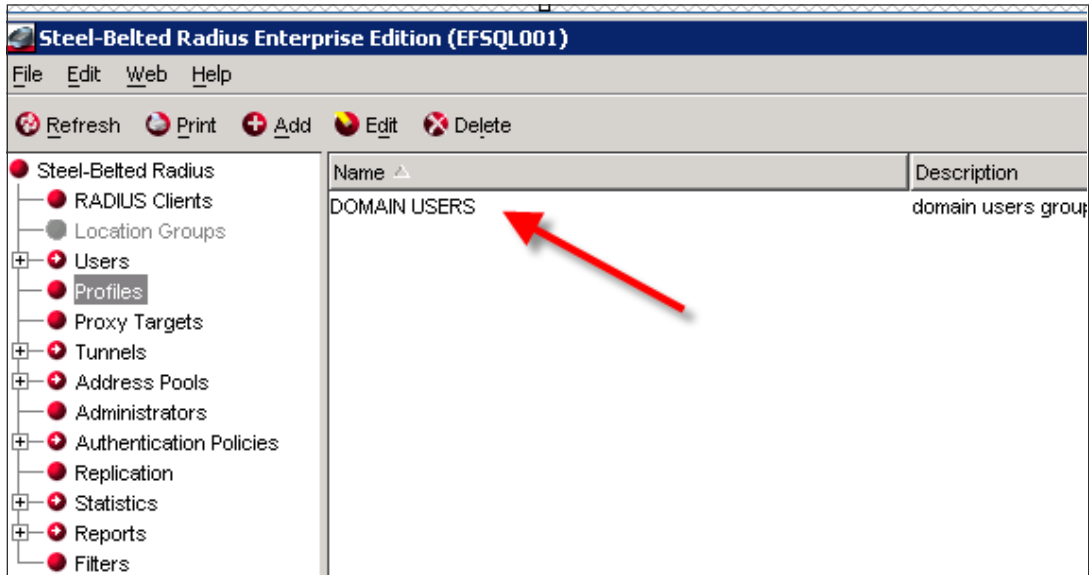 Steel-Belted Radius Enterprise Edition (EFSQL001)
File Edit Web Help
Refresh Print Add Edit Delete
Steel-Belted Radius
RADIUS Clients
Location Groups
Users
Profiles
Proxy Targets
Tunnels
Address Pools
Administrators
Authentication Policies
Replication
Statistics
Reports
Filters
Name Description
DOMAIN USERS domain users group